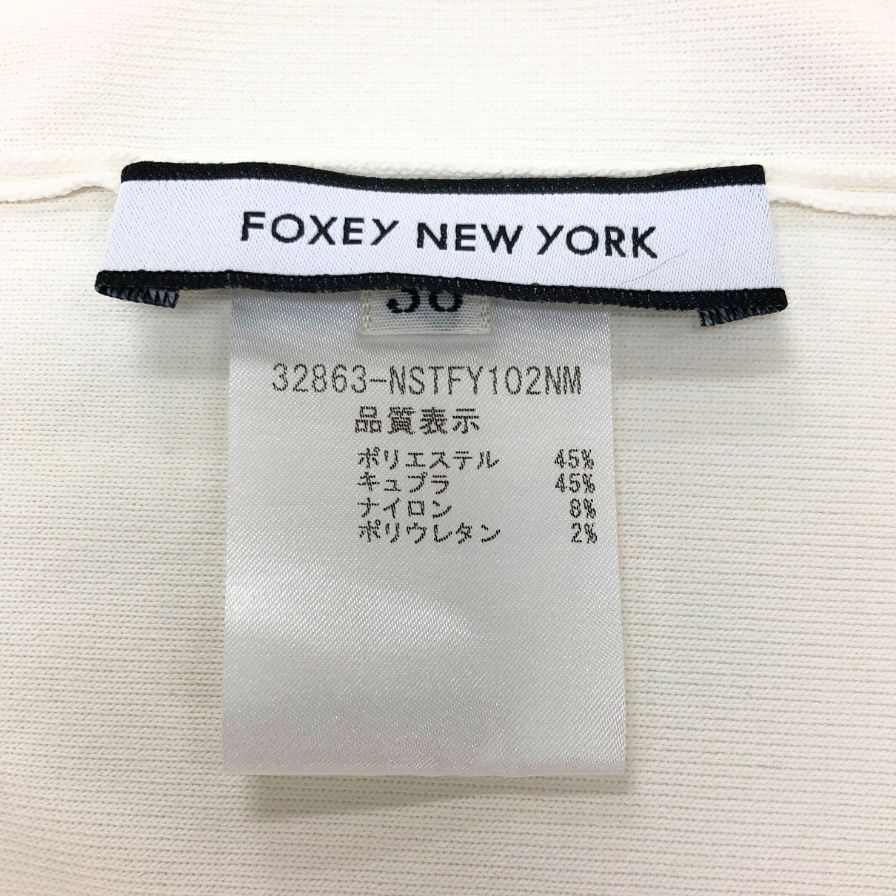 FOXEY NEW YORK
32863-NSTFY102NM
品質表示
ポリエステル 45%
キュプラ 45%
ナイロン 8%
ポリウレタン 2%